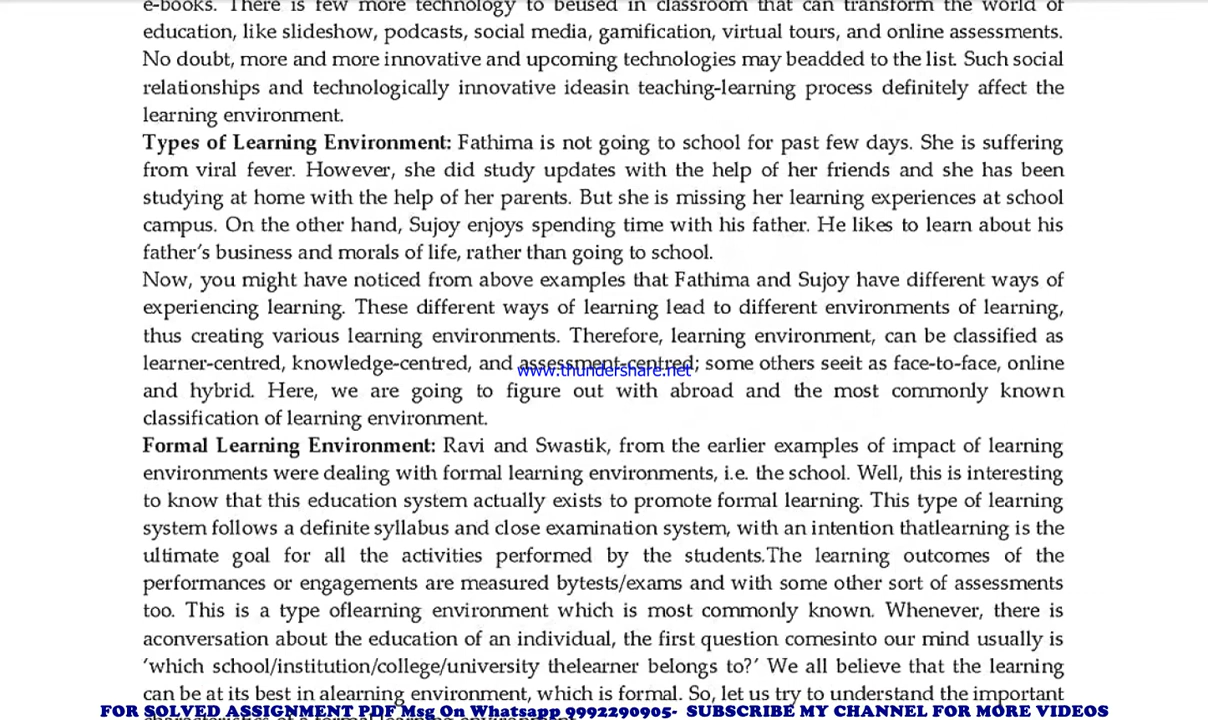 e-books. There is few more technology to beused in classroom that can transform the world of
education, like slideshow, podcasts, social media, gamification, virtual tours, and online assessments.
No doubt, more and more innovative and upcoming technologies may beadded to the list. Such social
relationships and technologically innovative ideasin teaching-learning process definitely affect the
learning environment.
Types of Learning Environment: Fathima is not going to school for past few days. She is suffering
from viral fever. However, she did study updates with the help of her friends and she has been
studying at home with the help of her parents. But she is missing her learning experiences at school
campus. On the other hand, Sujoy enjoys spending time with his father. He likes to learn about his
father's business and morals of life, rather than going to school.
Now, you might have noticed from above examples that Fathima and Sujoy have different ways of
experiencing learning. These different ways of learning lead to different environments of learning,
thus creating various learning environments. Therefore, learning environment, can be classified as
learner-centred, knowledge-centred, and assessment-centred; some others seeit as face-to-face, online
www.thundershare.net
and hybrid. Here, we are going to figure out with abroad and the most commonly known
classification of learning environment.
Formal Learning Environment: Ravi and Swastik, from the earlier examples of impact of learning
environments were dealing with formal learning environments, i.e. the school. Well, this is interesting
to know that this education system actually exists to promote formal learning. This type of learning
system follows a definite syllabus and close examination system, with an intention thatlearning is the
ultimate goal for all the activities performed by the students.The learning outcomes of the
performances or engagements are measured bytests/exams and with some other sort of assessments
too. This is a type oflearning environment which is most commonly known. Whenever, there is
aconversation about the education of an individual, the first question comesinto our mind usually is
'which school/institution/college/university thelearner belongs to?' We all believe that the learning
can be at its best in alearning environment, which is formal. So, let us try to understand the important
FOR SOLVED ASSIGNMENT PDF Msg On Whatsapp 9992290905- SUBSCRIBE MY CHANNEL FOR MORE VIDEOS